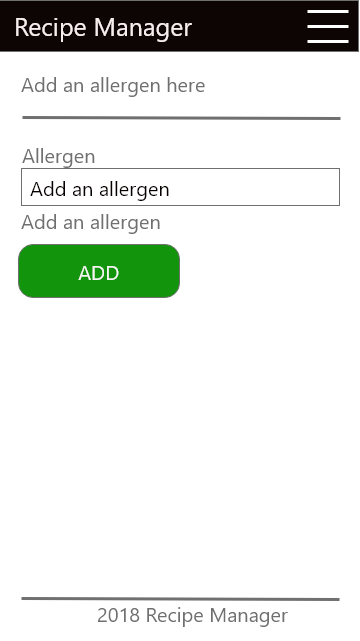 Recipe Manager
Add an allergen here
Allergen
Add an allergen
Add an allergen
ADD
2018 Recipe Manager